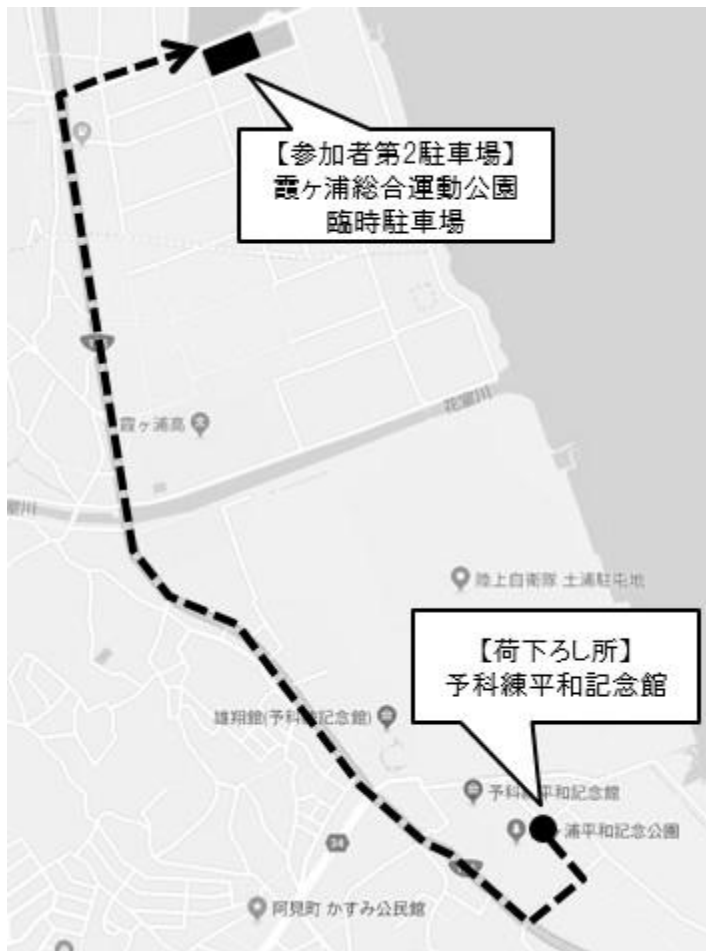 【参加者第2駐車場】
霞ヶ浦総合運動公園
臨時駐車場
霞ヶ浦高
花室川
室川
陸上自衛隊 土浦駐屯地
【荷下ろし所】
予科練平和記念館
雄翔館(予科練記念館)
予科練平和記念館
浦平和記念公園
34
阿見町 かすみ公民館